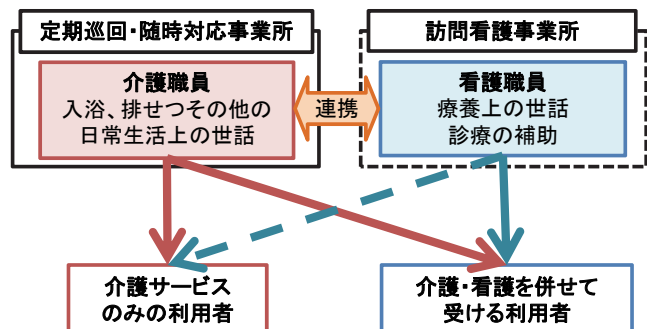 定期巡回・随時対応事業所
訪問看護事業所
介護職員
入浴、排せつその他の
日常生活上の世話
連携
看護職員
療養上の世話
診療の補助
介護サービス
のみの利用者
介護・看護を併せて
受ける利用者